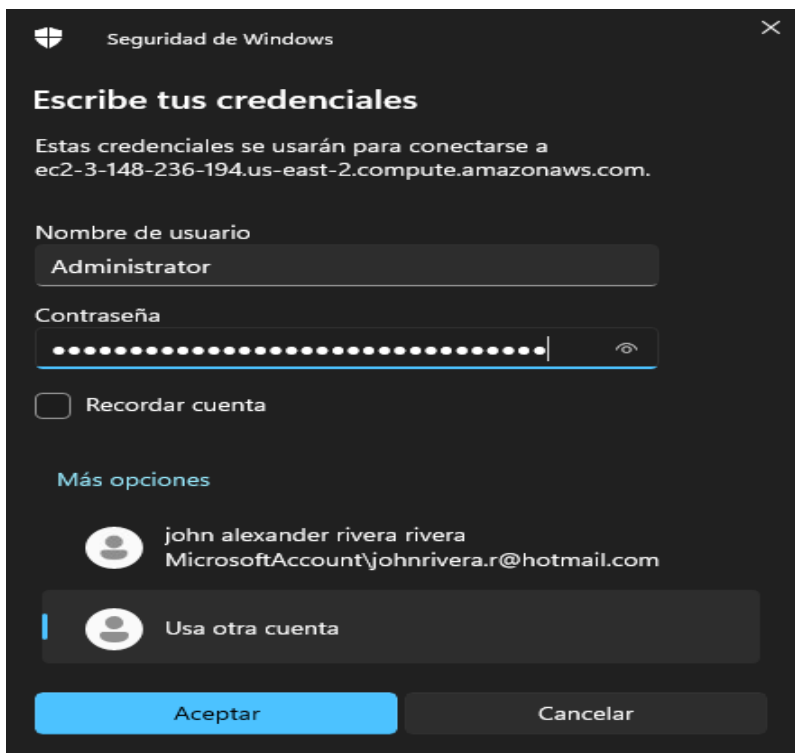 Seguridad de Windows
Escribe tus credenciales
Estas credenciales se usarán para conectarse a
ec2-3-148-236-194.us-east-2.compute.amazonaws.com.
Nombre de usuario
Administrator
Contraseña
Recordar cuenta
Más opciones
john alexander rivera rivera
MicrosoftAccount\johnrivera.r@hotmail.com
Usa otra cuenta
Aceptar
Cancelar